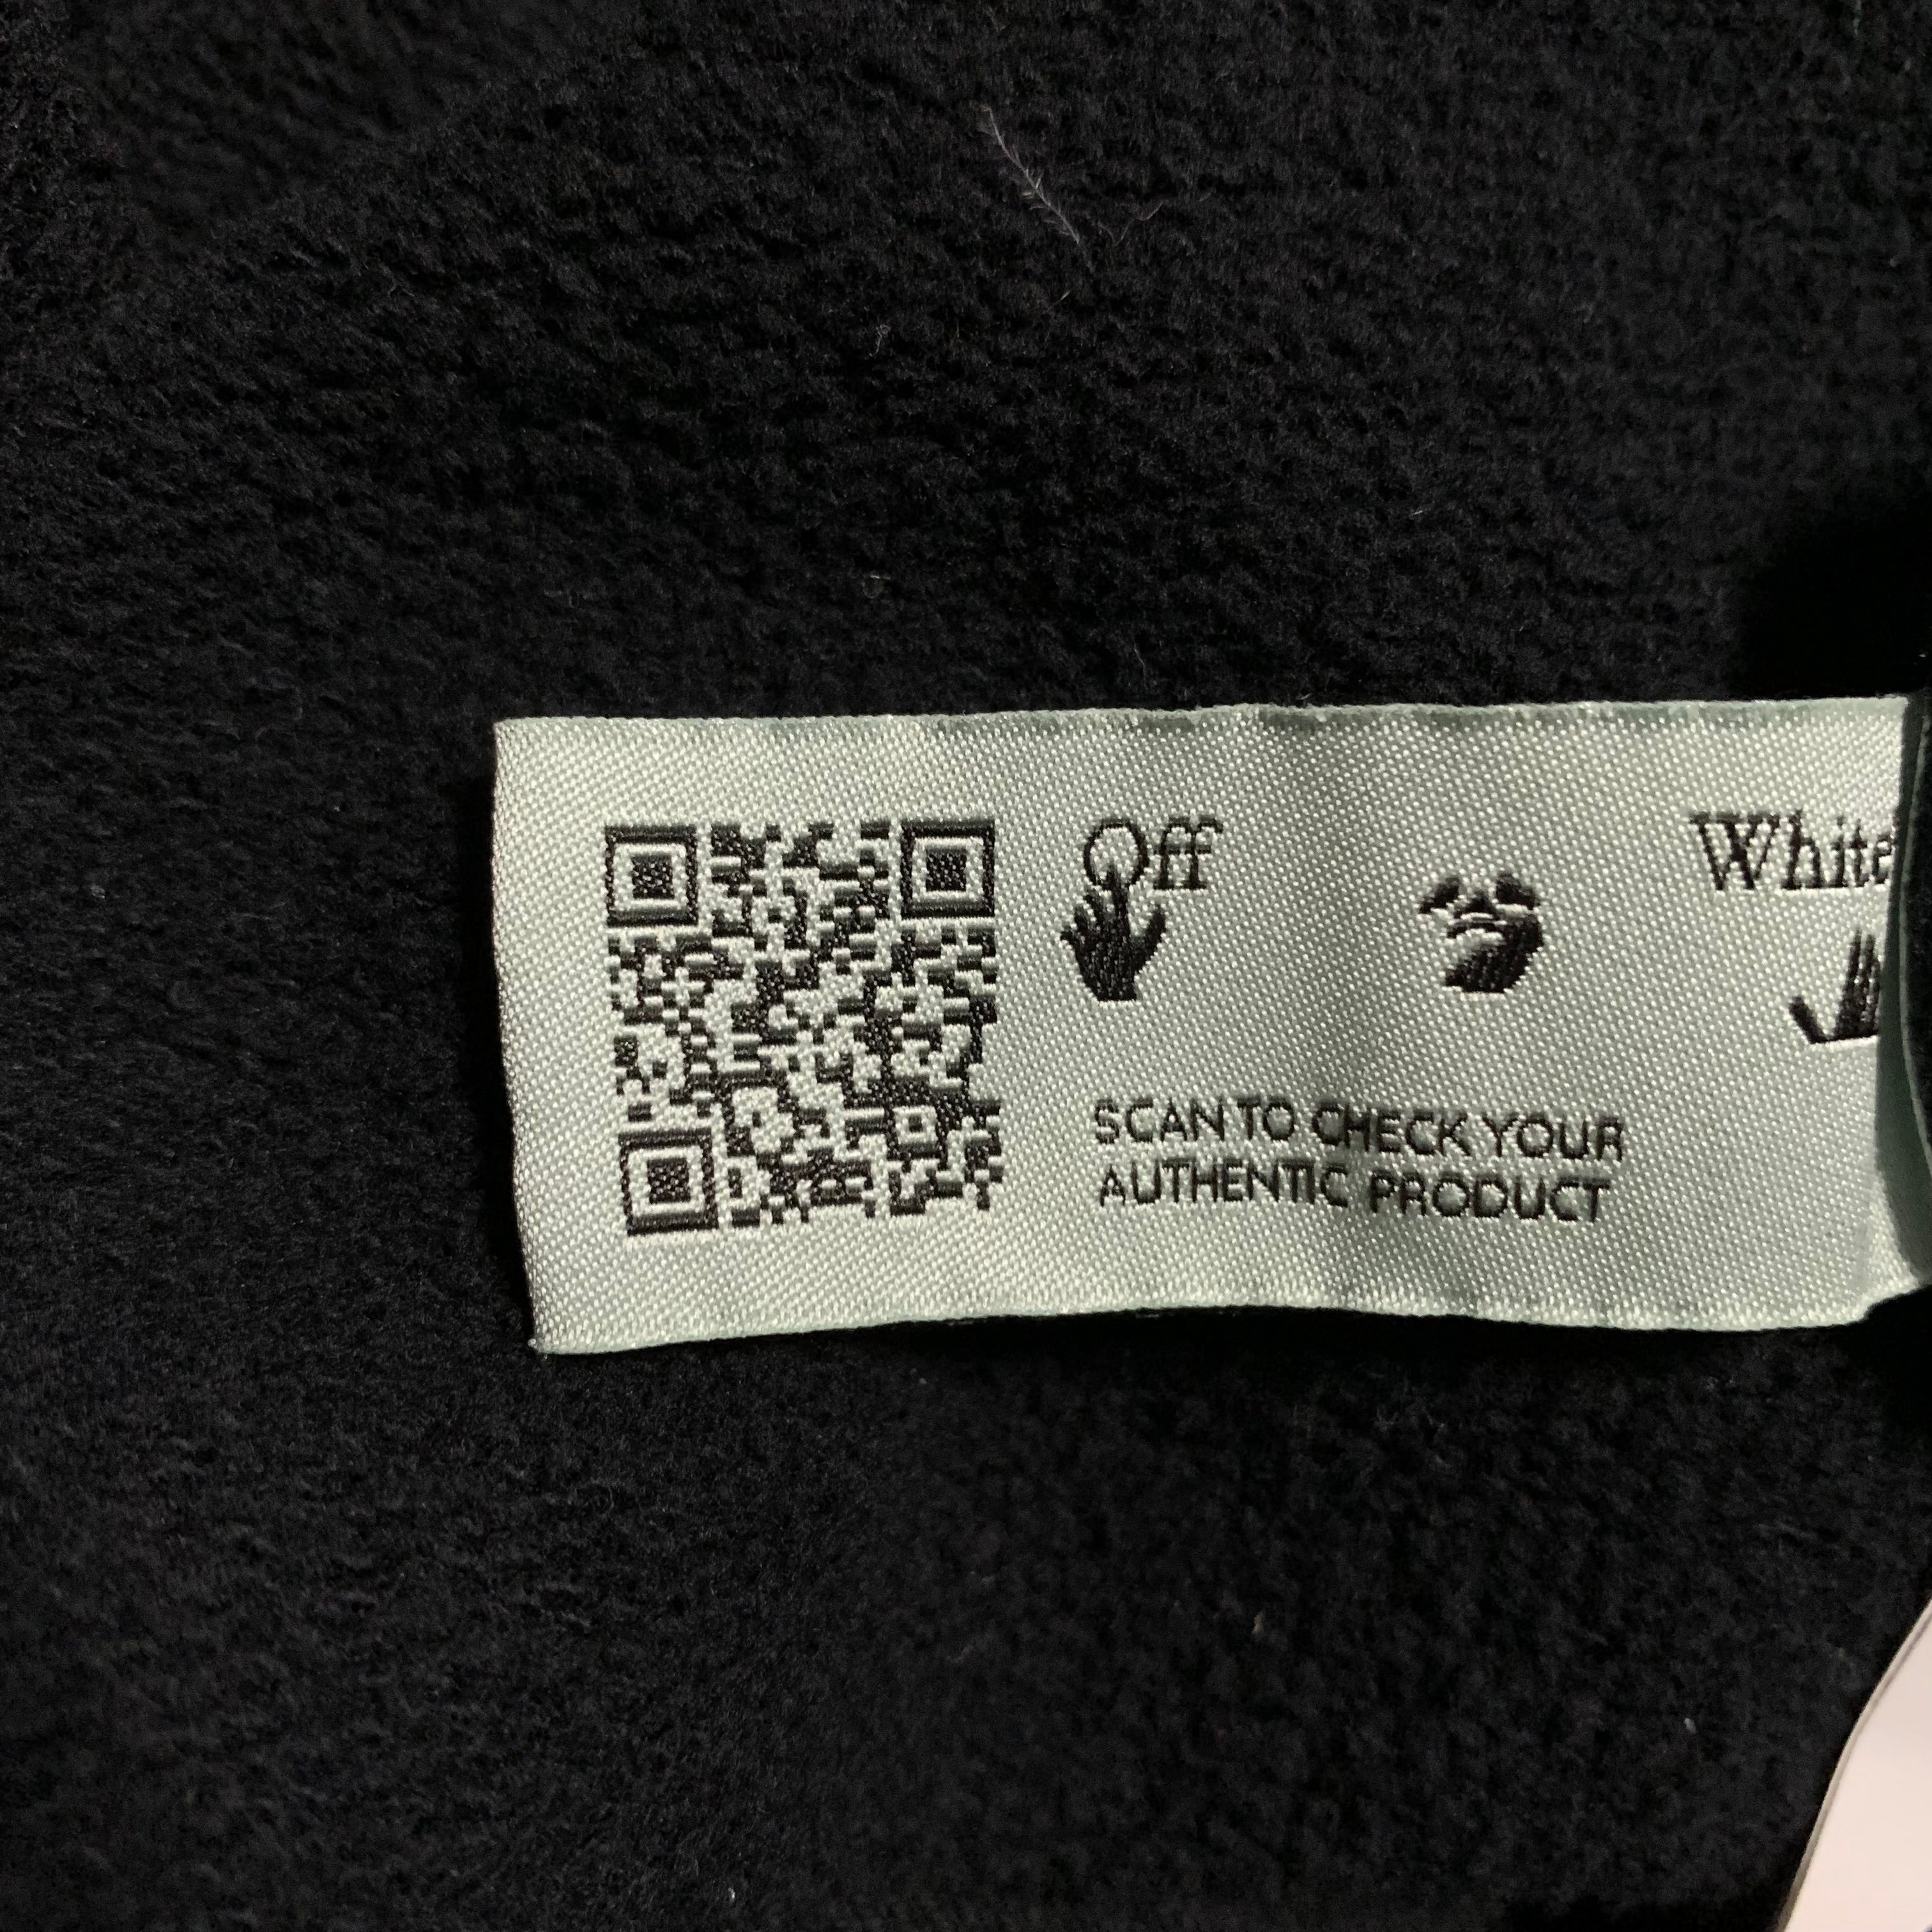 Off White
SCAN TO CHECK YOUR
AUTHENTIC PRODUCT